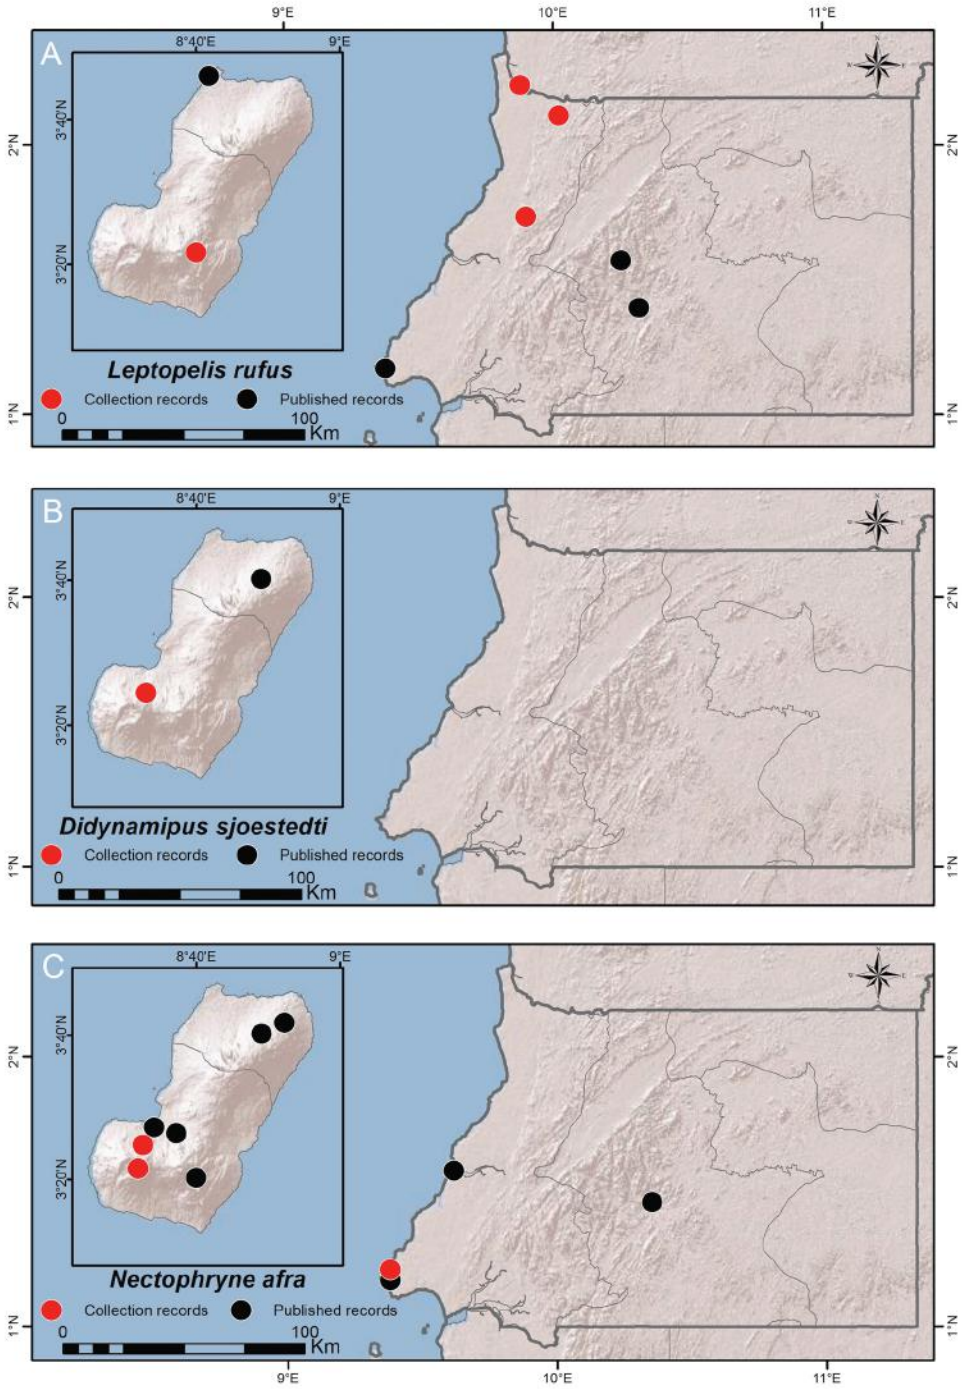 9°E 10°E 11°E
A
8°40'E 9°E
N
W E
S
3°40'N
2°N 2°N
3°20'N
Leptopelis rufus
Collection records Published records
0 100
Km
1°N 1°N
B
8°40'E 9°E
N
W E
S
3°40'N
2°N 2°N
3°20'N
Didynamipus sjoestedti
Collection records Published records
0 100
Km
1°N 1°N
C
8°40'E 9°E
N
W E
S
3°40'N
2°N 2°N
3°20'N
Nectophryne afra
Collection records Published records
0 100
Km
1°N 1°N
9°E 10°E 11°E